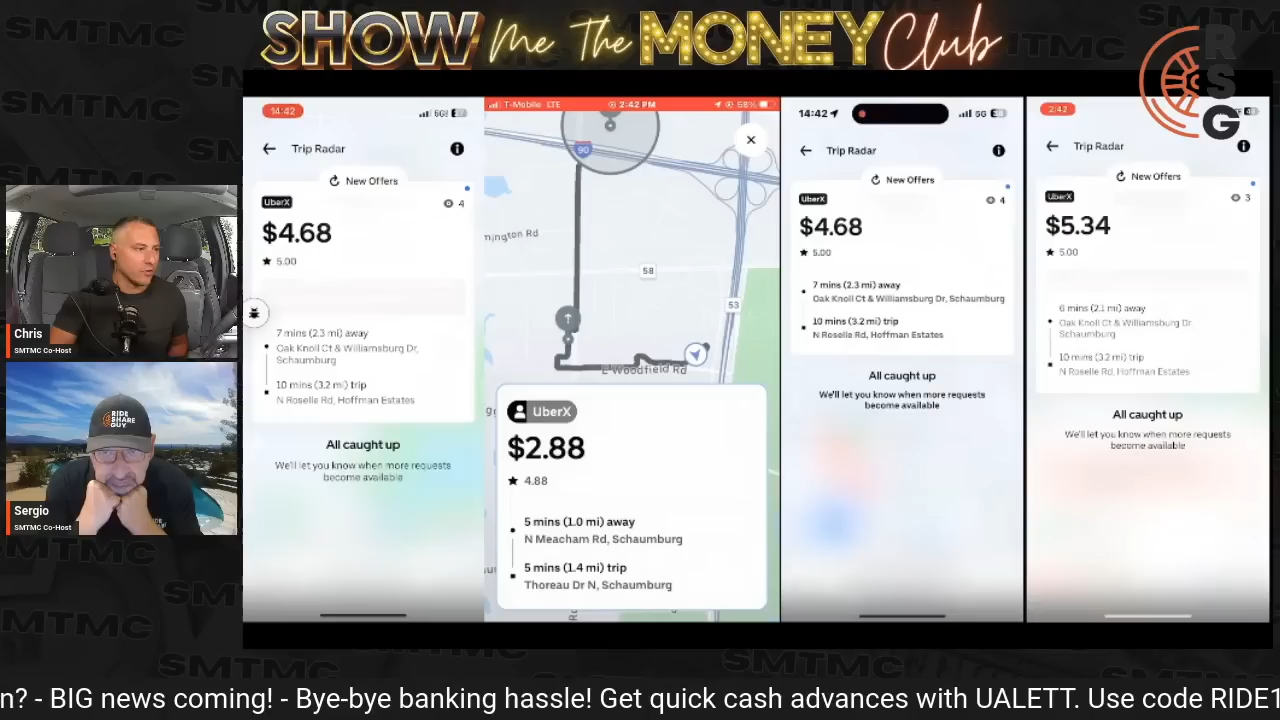 SHOW Me The MONEY Club
RSG
Chris
SMTMC Co-Host
RIDE
SHARE
GUY
Sergio
SMTMC Co-Host
14:42
5G
Trip Radar
New Offers
UberX
4
$4.68
5.00
7 mins (2.3 mi) away
Oak Knoll Ct & Williamsburg Dr,
Schaumburg
10 mins (3.2 mi) trip
N Roselle Rd, Hoffman Estates
All caught up
We'll let you know when more requests
become available
T-Mobile LTE
2:42 PM
58%
90
mington Rd
58
53
E Woodfield Rd
UberX
$2.88
4.88
5 mins (1.0 mi) away
N Meacham Rd, Schaumburg
5 mins (1.4 mi) trip
Thoreau Dr N, Schaumburg
14:42
5G
Trip Radar
New Offers
UberX
4
$4.68
5.00
7 mins (2.3 mi) away
Oak Knoll Ct & Williamsburg Dr, Schaumburg
10 mins (3.2 mi) trip
N Roselle Rd, Hoffman Estates
All caught up
We'll let you know when more requests
become available
2:42
Trip Radar
New Offers
UberX
3
$5.34
5.00
6 mins (2.1 mi) away
Oak Knoll Ct & Williamsburg Dr
Schaumburg
10 mins (3.2 mi) trip
N Roselle Rd, Hoffman Estates
All caught up
We'll let you know when more requests
become available
SMTMC
n? - BIG news coming! - Bye-bye banking hassle! Get quick cash advances with UALETT. Use code RIDE1